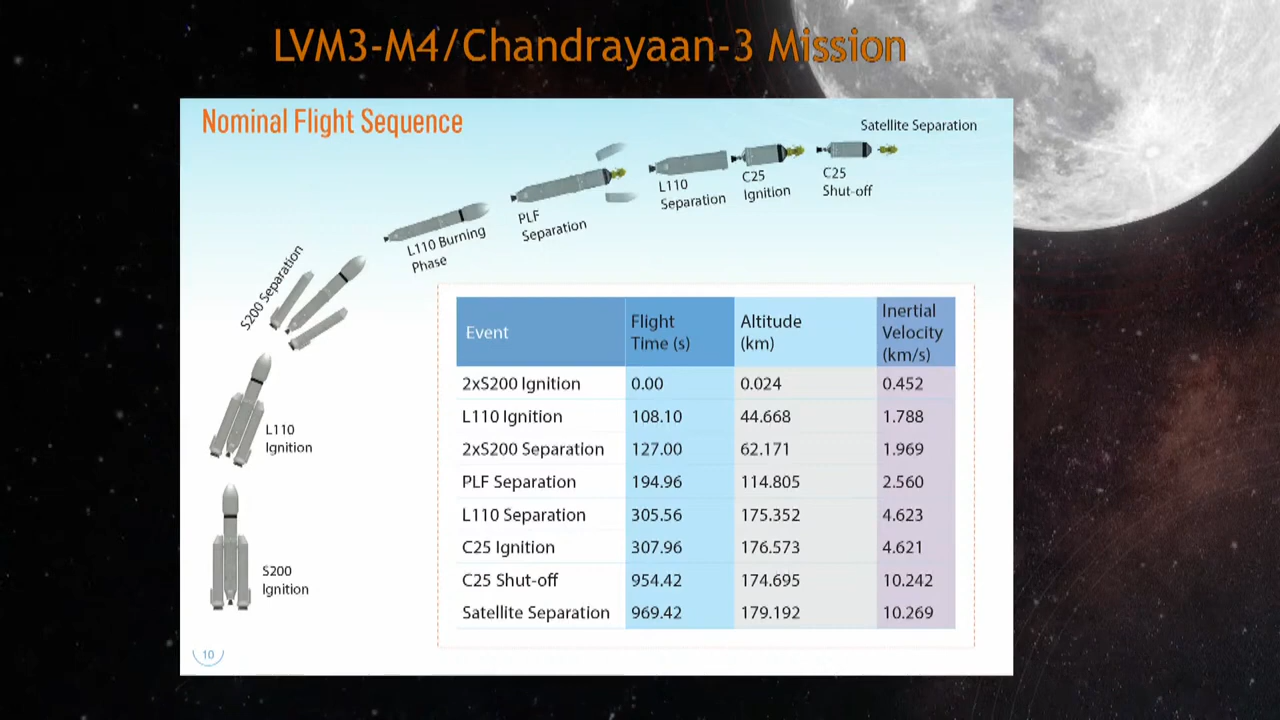 LVM3-M4/Chandrayaan-3 Mission
Nominal Flight Sequence
Satellite Separation
C25
Shut-off
C25
Ignition
L110
Separation
PLF
Separation
L110 Burning
Phase
S200 Separation
L110
Ignition
S200
Ignition
Event Flight Time (s) Altitude (km) Inertial Velocity (km/s)
2xS200 Ignition 0.00 0.024 0.452
L110 Ignition 108.10 44.668 1.788
2xS200 Separation 127.00 62.171 1.969
PLF Separation 194.96 114.805 2.560
L110 Separation 305.56 175.352 4.623
C25 Ignition 307.96 176.573 4.621
C25 Shut-off 954.42 174.695 10.242
Satellite Separation 969.42 179.192 10.269
10